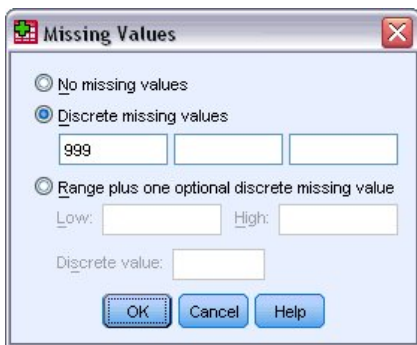 Missing Values
No missing values
Discrete missing values
999
Range plus one optional discrete missing value
Low: High:
Discrete value:
OK Cancel Help